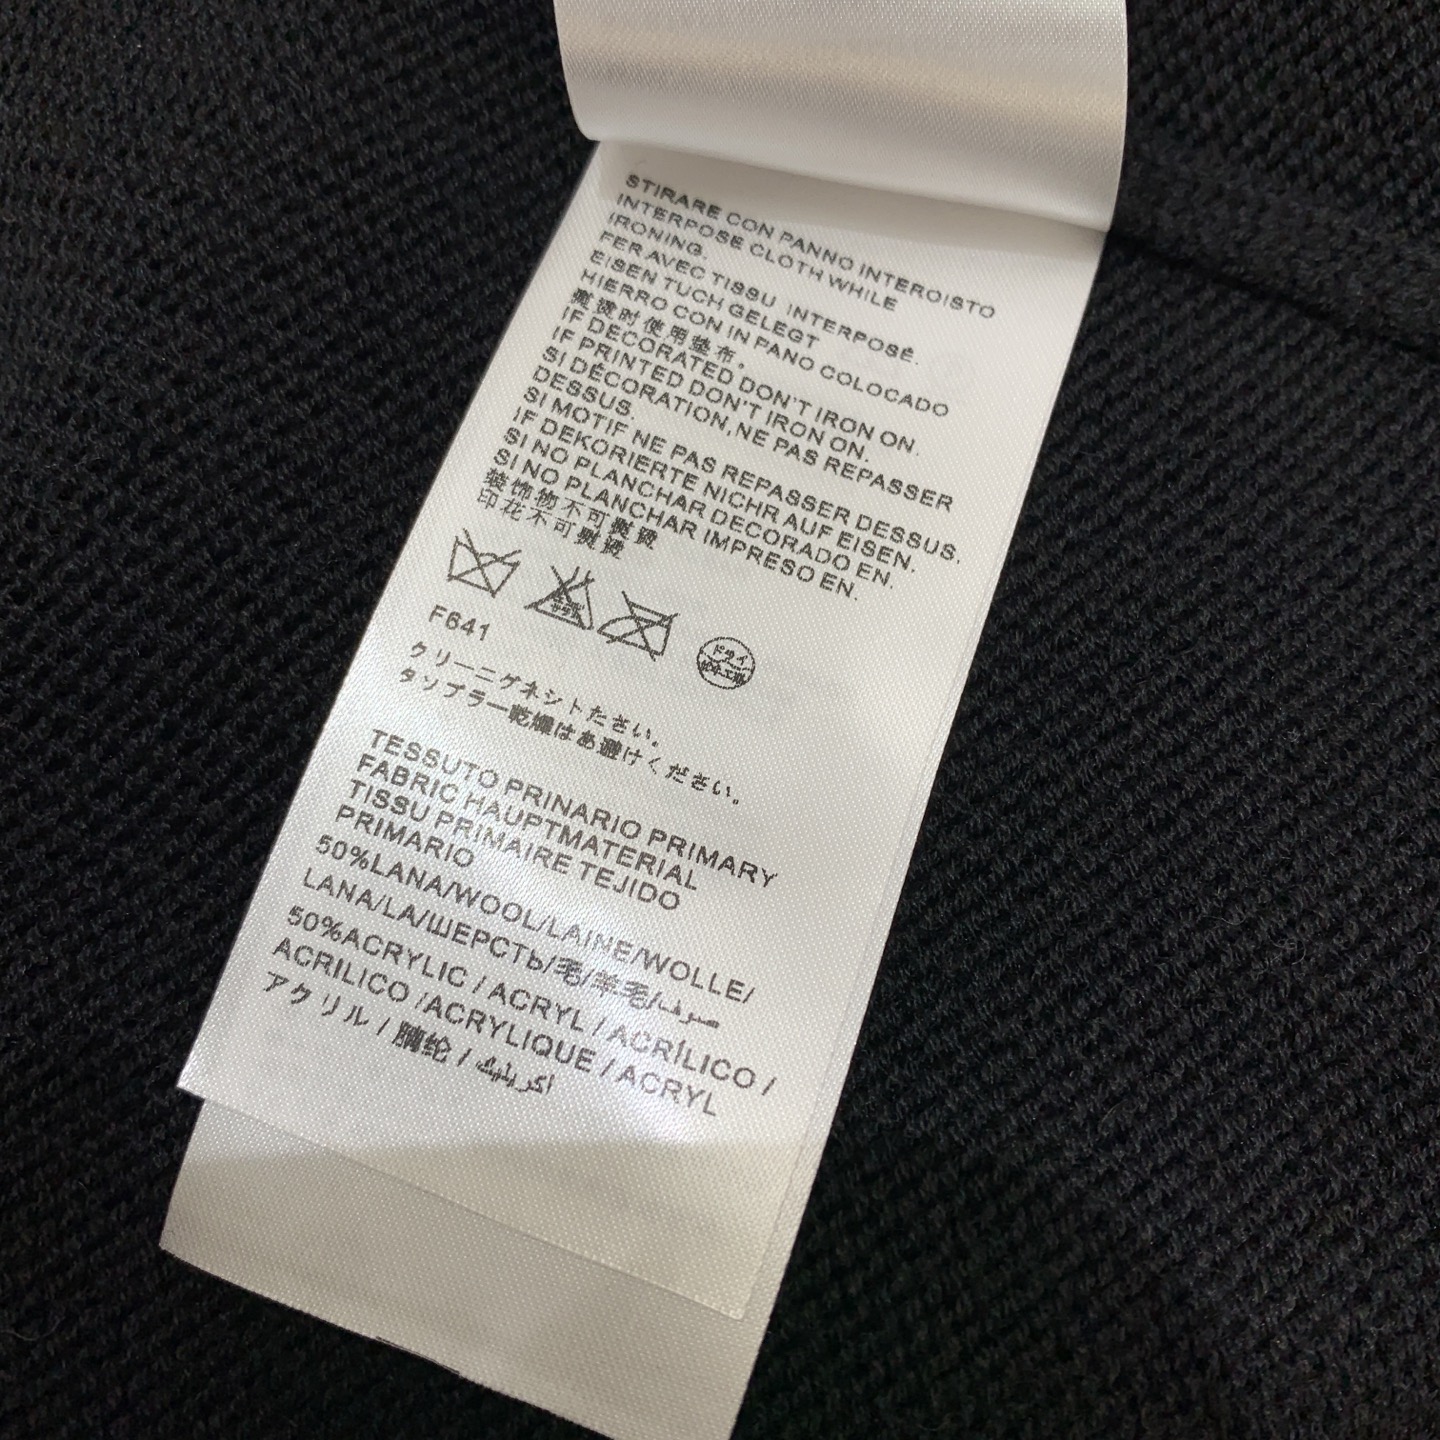 STIRARE CON PANNO INTEROISTO
INTERPOSE CLOTH WHILE
IRONING.
FER AVEC TISSU INTERPOSÉ.
EISEN TUCH GELEGT
HIERRO CON IN PANO COLOCADO
熨烫时使用垫布。
IF DECORATED DON'T IRON ON.
IF PRINTED DON'T IRON ON.
SI DÉCORATION, NE PAS REPASSER
DESSUS.
SI MOTIF NE PAS REPASSER DESSUS.
IF DEKORIERTE NICHR AUF EISEN.
SI NO PLANCHAR DECORADO EN.
SI NO PLANCHAR IMPRESO EN.
装饰物不可熨烫
印花不可熨烫
ドライ
F641
クリーニゲネシトたさい。
タソブラー乾燥はあ避けください。
TESSUTO PRINARIO PRIMARY
FABRIC HAUPTMATERIAL
TISSU PRIMAIRE TEJIDO
PRIMARIO
50%LANA/WOOL/LAINE/WOLLE/
LANA/LA/ШЕРСТЬ/毛/羊毛/صوف
50%ACRYLIC / ACRYL / ACRÍLICO /
ACRILICO /ACRYLIQUE / ACRYL
アクリル / 腈纶 / اكريليك